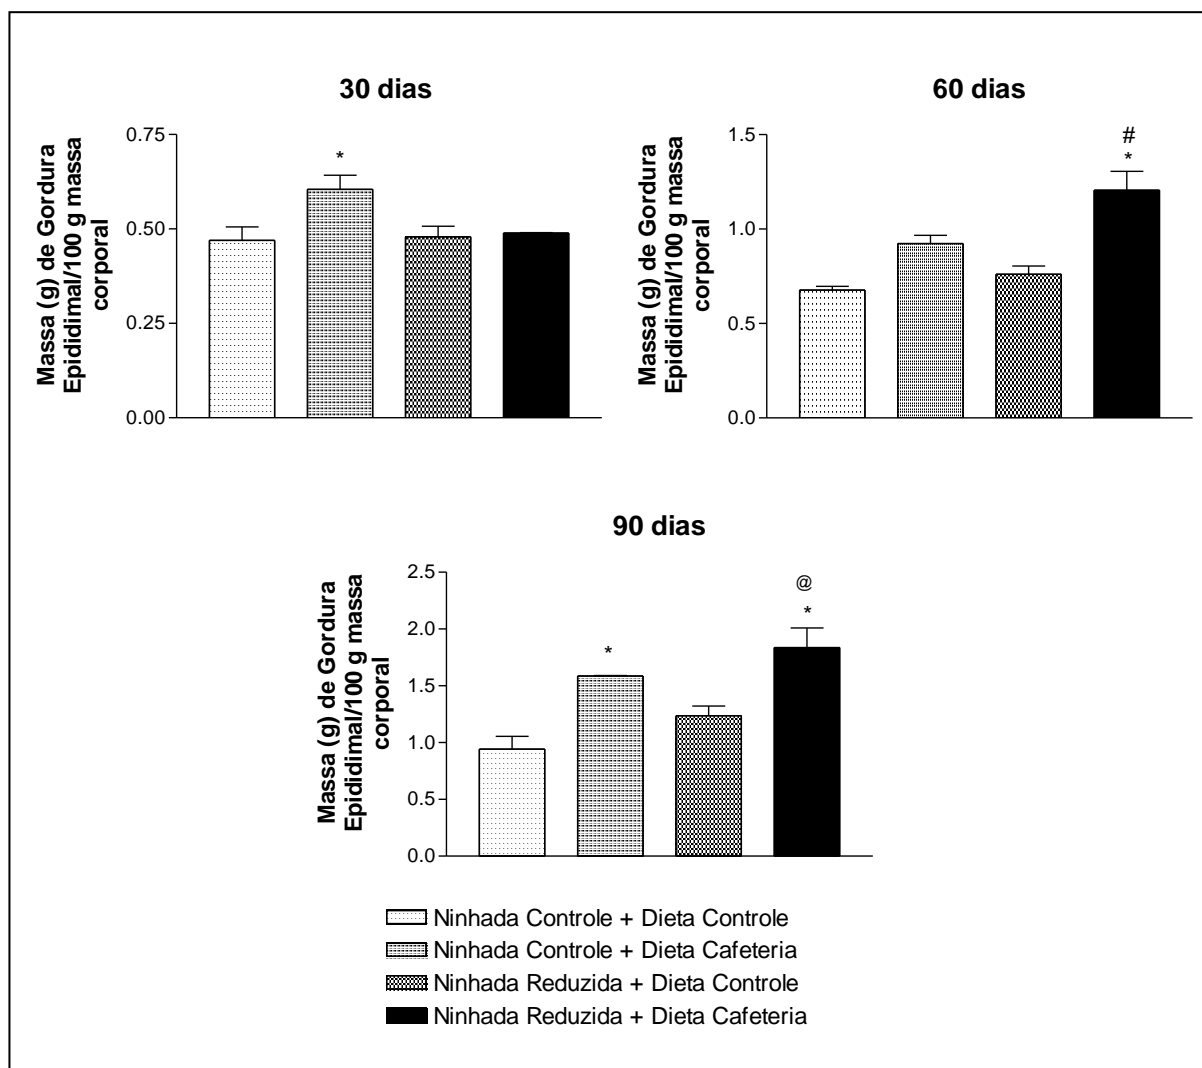 30 dias
Massa (g) de Gordura
Epididimal/100 g massa
corporal
0.75
0.50
0.25
0.00
*
60 dias
Massa (g) de Gordura
Epididimal/100 g massa
corporal
1.5
1.0
0.5
0.0
#
*
90 dias
Massa (g) de Gordura
Epididimal/100 g massa
corporal
2.5
2.0
1.5
1.0
0.5
0.0
*
@
*
Ninhada Controle + Dieta Controle
Ninhada Controle + Dieta Cafeteria
Ninhada Reduzida + Dieta Controle
Ninhada Reduzida + Dieta Cafeteria